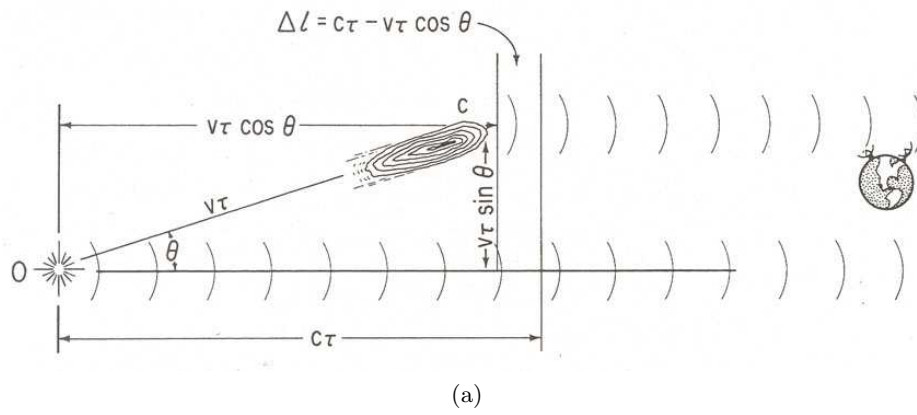 Δl = cτ − vτ cos θ
C
vτ cos θ
vτ
vτ sin θ
θ
O
cτ
(a)